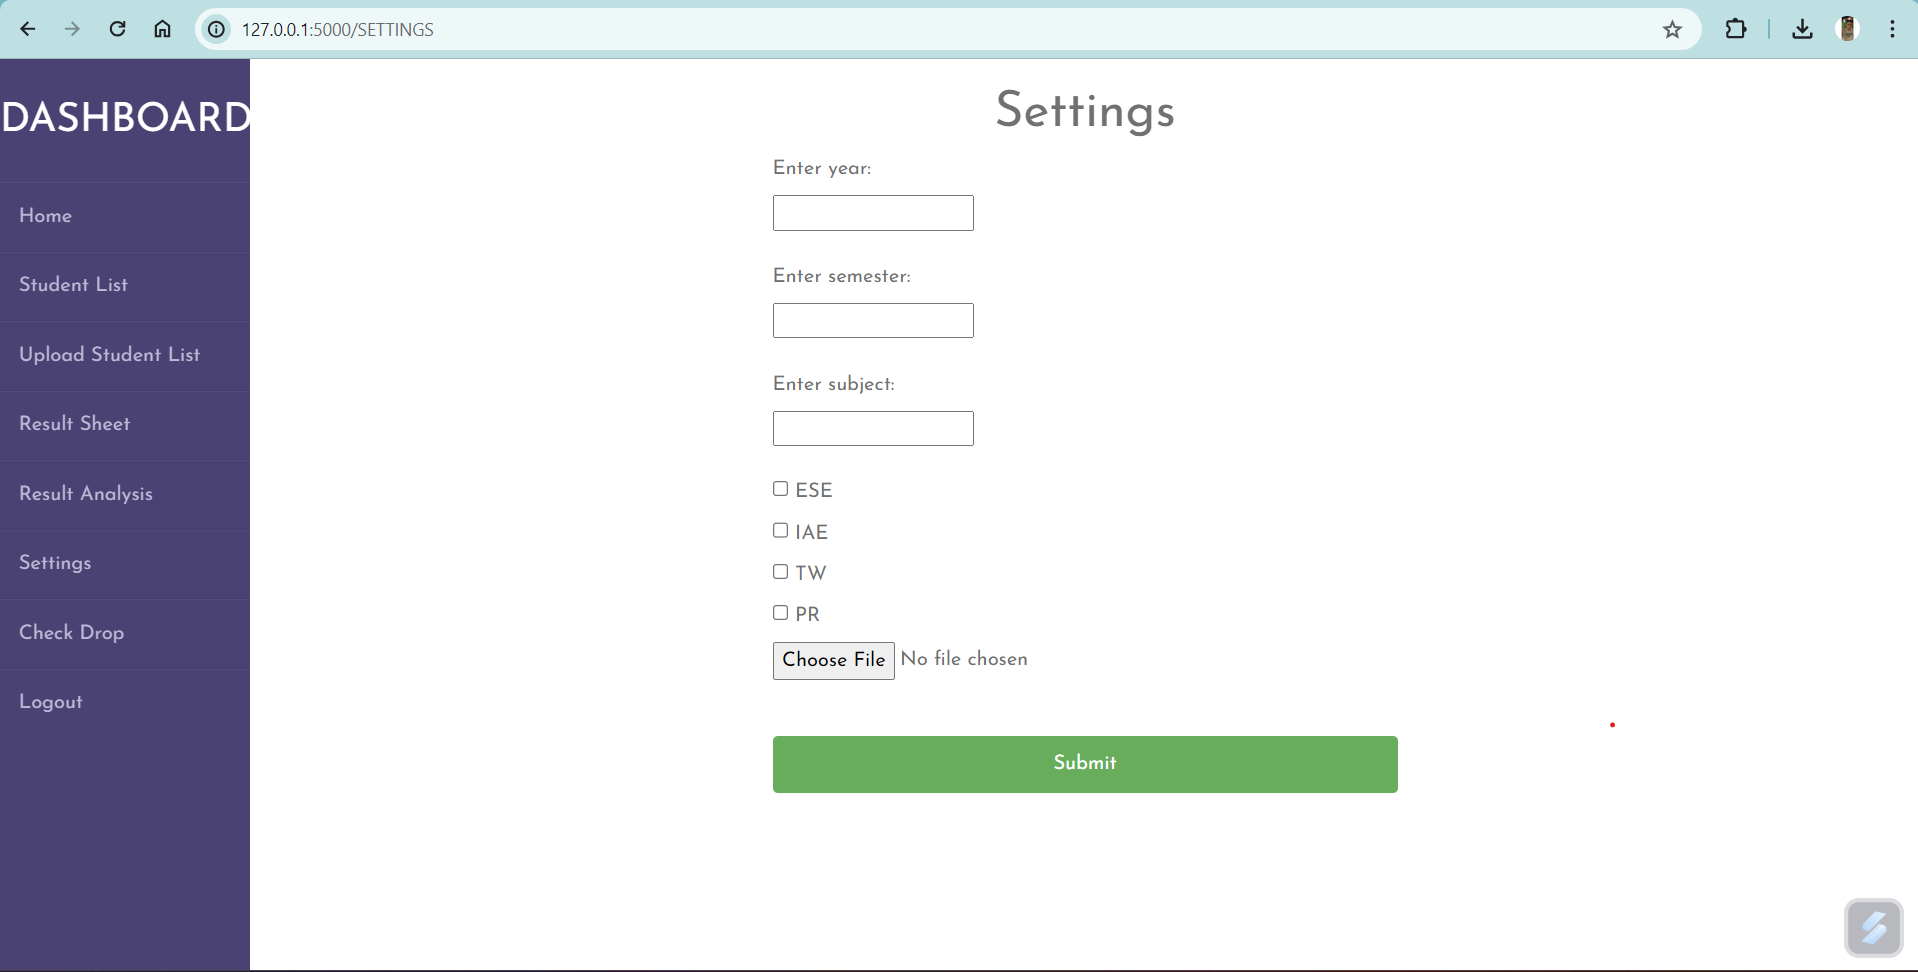 127.0.0.1:5000/SETTINGS
DASHBOARD
Home
Student List
Upload Student List
Result Sheet
Result Analysis
Settings
Check Drop
Logout
Settings
Enter year:
Enter semester:
Enter subject:
ESE
IAE
TW
PR
Choose File No file chosen
Submit